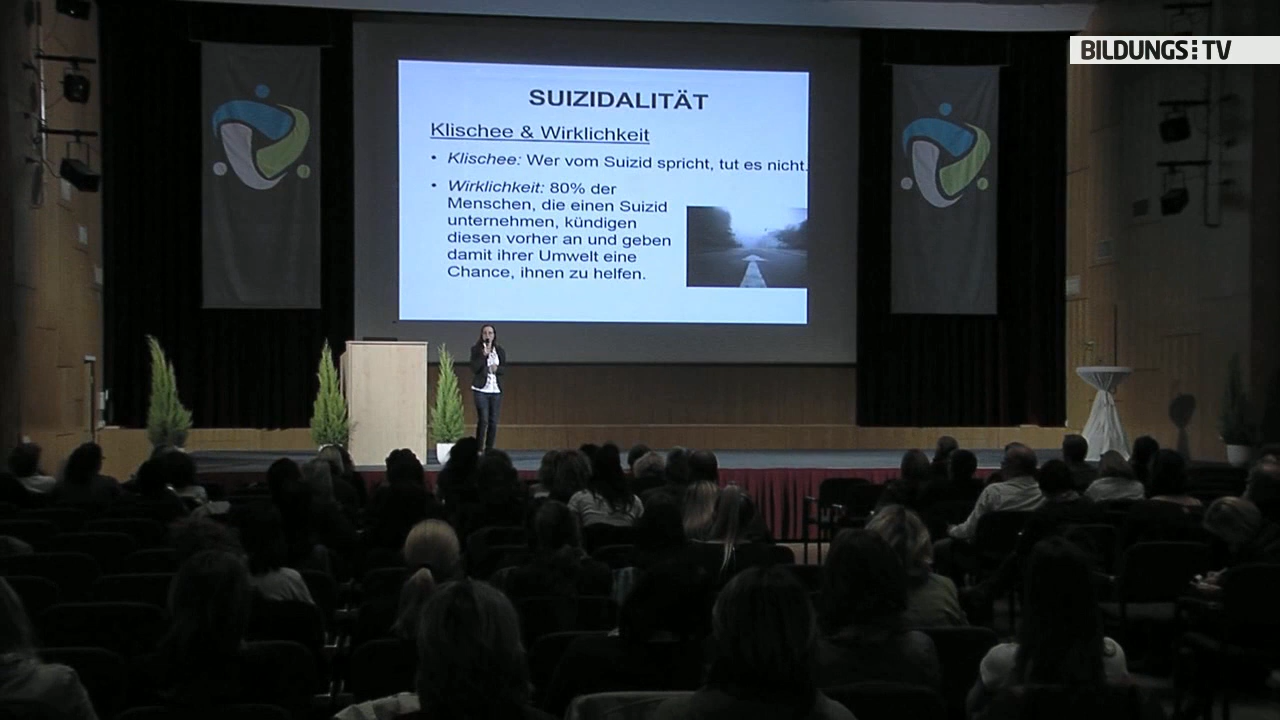 BILDUNGS TV
SUIZIDALITÄT
Klischee & Wirklichkeit
• Klischee: Wer vom Suizid spricht, tut es nicht.
• Wirklichkeit: 80% der
Menschen, die einen Suizid
unternehmen, kündigen
diesen vorher an und geben
damit ihrer Umwelt eine
Chance, ihnen zu helfen.